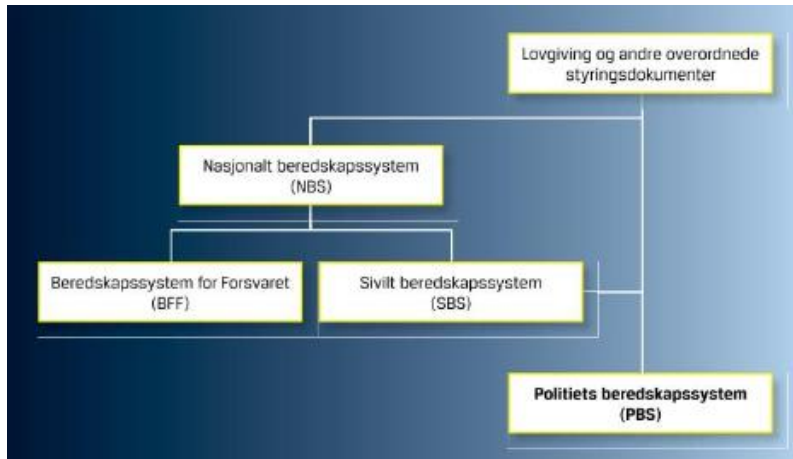 Lovgiving og andre overordnede
styringsdokumenter
Nasjonalt beredskapssystem
(NBS)
Beredskapssystem for Forsvaret
(BFF)
Sivilt beredskapssystem
(SBS)
Politiets beredskapssystem
(PBS)